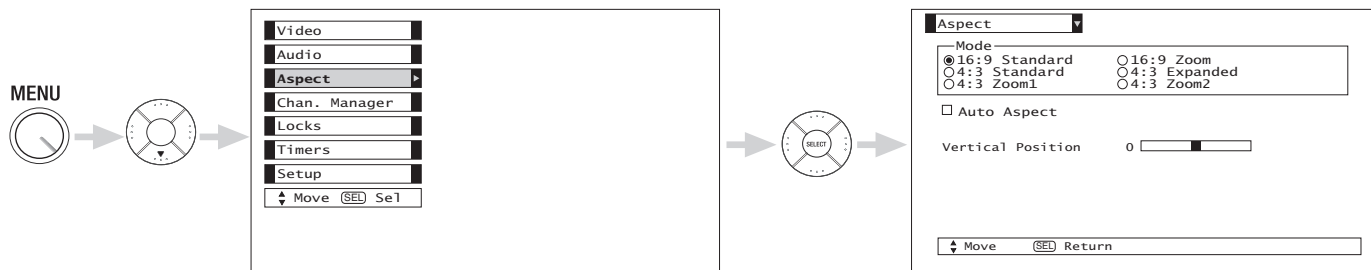 MENU
Video
Audio
Aspect
Chan. Manager
Locks
Timers
Setup
Move SEL Sel
SELECT
Aspect
Mode
16:9 Standard 16:9 Zoom
4:3 Standard 4:3 Expanded
4:3 Zoom1 4:3 Zoom2
Auto Aspect
Vertical Position 0
Move SEL Return